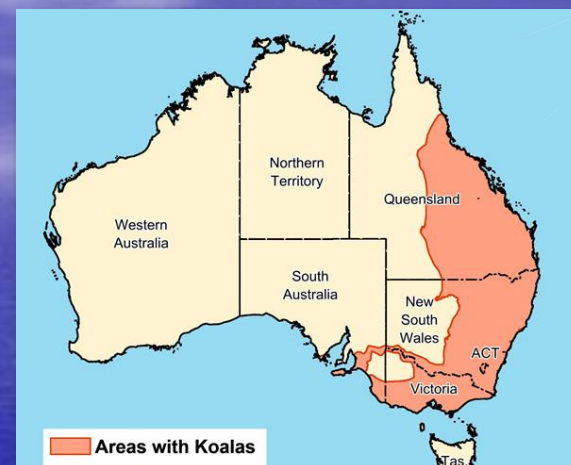 Northern
Territory
Queensland
Western
Australia
South
Australia
New
South
Wales
ACT
Victoria
Areas with Koalas
Tas.